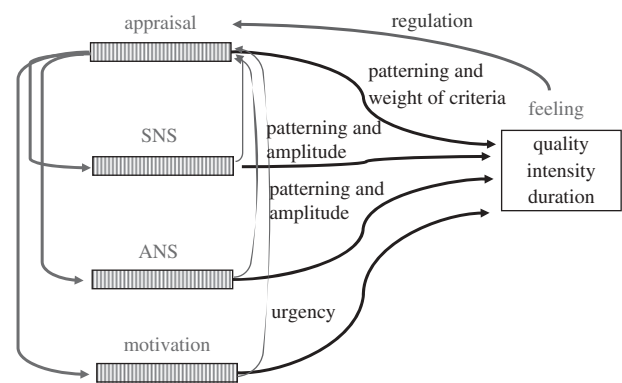 appraisal
regulation
patterning and
weight of criteria
feeling
SNS
patterning and
amplitude
quality
intensity
duration
patterning and
amplitude
ANS
urgency
motivation